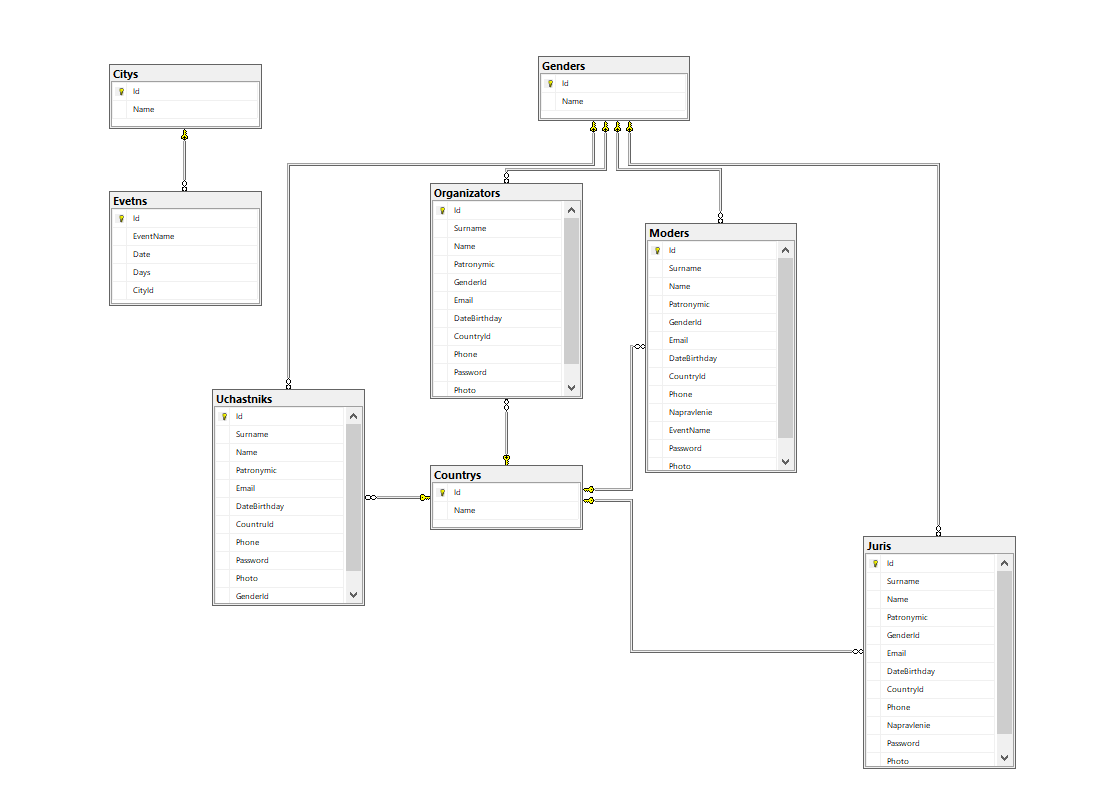 Citys
Id
Name
Genders
Id
Name
Evetns
Id
EventName
Date
Days
CityId
Organizators
Id
Surname
Name
Patronymic
GenderId
Email
DateBirthday
CountryId
Phone
Password
Photo
Moders
Id
Surname
Name
Patronymic
GenderId
Email
DateBirthday
CountryId
Phone
Napravlenie
EventName
Password
Photo
Uchastniks
Id
Surname
Name
Patronymic
Email
DateBirthday
CountruId
Phone
Password
Photo
GenderId
Countrys
Id
Name
Juris
Id
Surname
Name
Patronymic
GenderId
Email
DateBirthday
CountryId
Phone
Napravlenie
Password
Photo